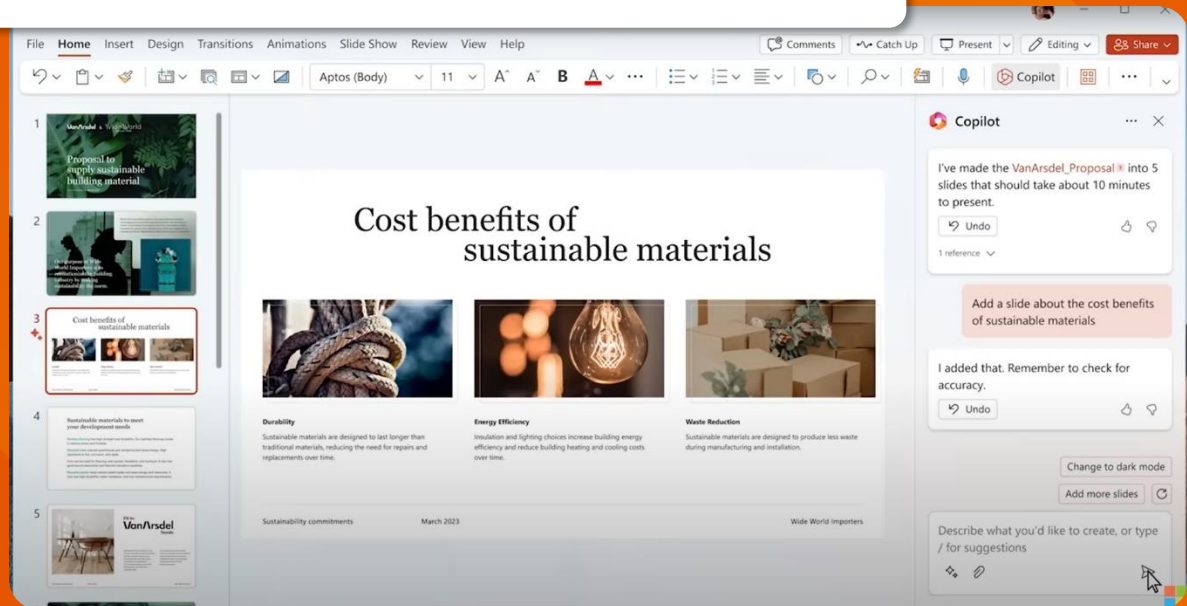 File Home Insert Design Transitions Animations Slide Show Review View Help
Comments Catch Up Present Editing Share
Aptos (Body) 11 A A B A Copilot
1
VanArsdel &
Proposal to
supply sustainable
building material
2
3
Cost benefits of
sustainable materials
4
Sustainable materials to meet
your development needs
5
VanArsdel
Cost benefits of
sustainable materials
Durability
Sustainable materials are designed to last longer than
traditional materials, reducing the need for repairs and
replacements over time.
Energy Efficiency
Insulation and lighting choices increase building energy
efficiency and reduce building heating and cooling costs
over time.
Waste Reduction
Sustainable materials are designed to produce less waste
during manufacturing and installation.
Sustainability commitments March 2023 Wide World Importers
Copilot
I've made the VanArsdel_Proposal into 5
slides that should take about 10 minutes
to present.
Undo
1 reference
Add a slide about the cost benefits
of sustainable materials
I added that. Remember to check for
accuracy.
Undo
Change to dark mode
Add more slides
Describe what you'd like to create, or type
/ for suggestions